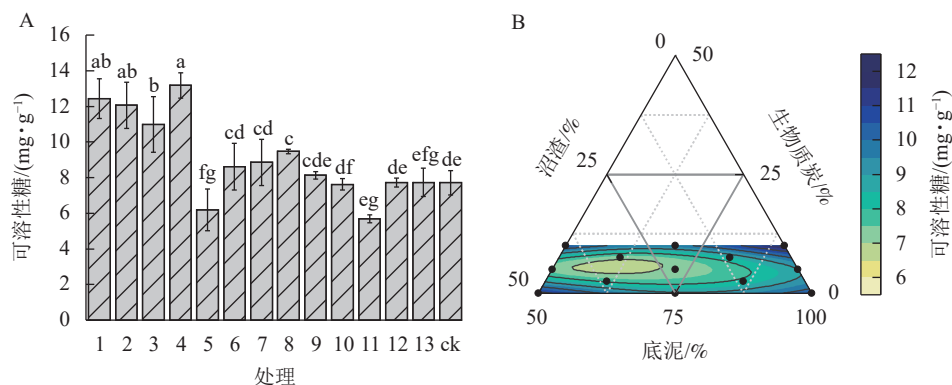 A
可溶性糖/(mg•g⁻¹)
16
14
12
10
8
6
4
2
0
ab ab b a fg cd cd c cde df eg de efg de
1 2 3 4 5 6 7 8 9 10 11 12 13 ck
处理
B
0 50
沼渣/%
生物质炭/%
25 25
50 0
50 75 100
底泥/%
12
11
10
9
8
7
6
可溶性糖/(mg•g⁻¹)